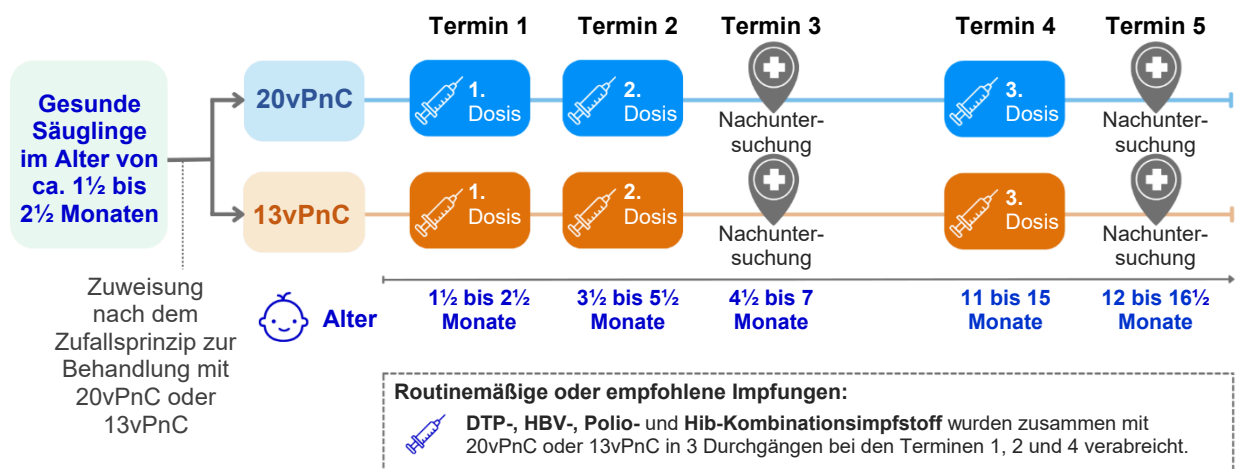 Termin 1
Termin 2
Termin 3
Termin 4
Termin 5
Gesunde
Säuglinge
im Alter von
ca. 1½ bis
2½ Monaten
20vPnC
1.
Dosis
2.
Dosis
Nachunter-
suchung
3.
Dosis
Nachunter-
suchung
13vPnC
1.
Dosis
2.
Dosis
Nachunter-
suchung
3.
Dosis
Nachunter-
suchung
Zuweisung
nach dem
Zufallsprinzip zur
Behandlung mit
20vPnC oder
13vPnC
Alter
1½ bis 2½
Monate
3½ bis 5½
Monate
4½ bis 7
Monate
11 bis 15
Monate
12 bis 16½
Monate
Routinemäßige oder empfohlene Impfungen:
DTP-, HBV-, Polio- und Hib-Kombinationsimpfstoff wurden zusammen mit
20vPnC oder 13vPnC in 3 Durchgängen bei den Terminen 1, 2 und 4 verabreicht.